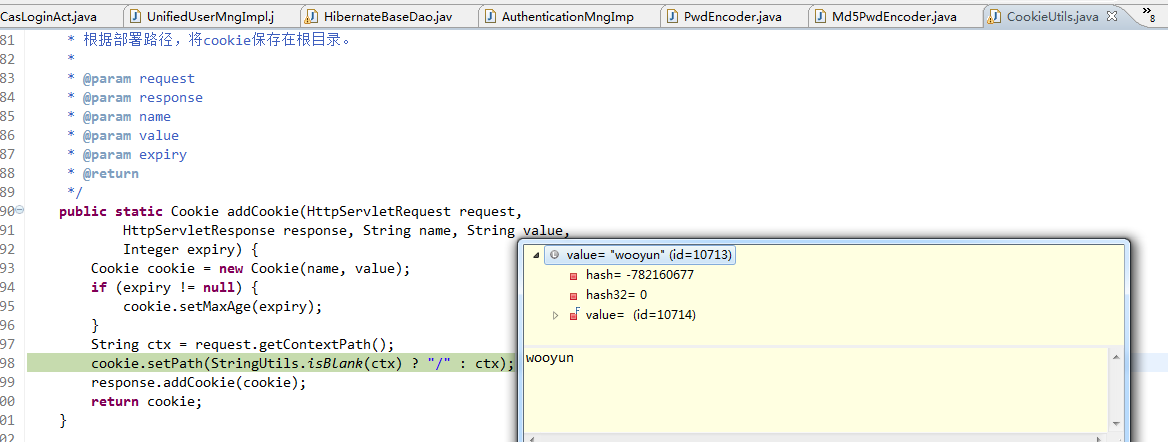 CasLoginAct.java UnifiedUserMngImpl.j HibernateBaseDao.jav AuthenticationMngImp PwdEncoder.java Md5PwdEncoder.java CookieUtils.java »8
81 * 根据部署路径，将cookie保存在根目录。
82 *
83 * @param request
84 * @param response
85 * @param name
86 * @param value
87 * @param expiry
88 * @return
89 */
90 public static Cookie addCookie(HttpServletRequest request,
91 HttpServletResponse response, String name, String value,
92 Integer expiry) {
93 Cookie cookie = new Cookie(name, value);
94 if (expiry != null) {
95 cookie.setMaxAge(expiry);
96 }
97 String ctx = request.getContextPath();
98 cookie.setPath(StringUtils.isBlank(ctx) ? "/" : ctx);
99 response.addCookie(cookie);
00 return cookie;
01 }
02
value= "wooyun" (id=10713)
hash= -782160677
hash32= 0
F value= (id=10714)
wooyun